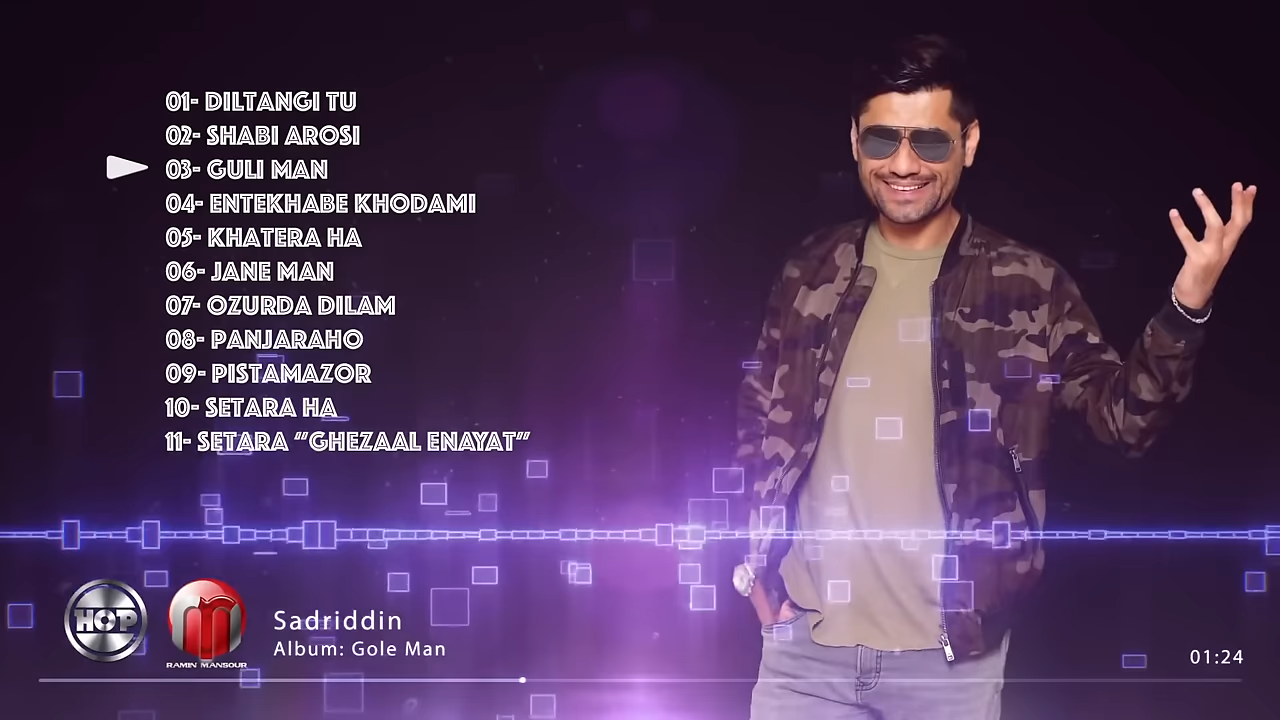 01- DILTANGI TU
02- SHABI AROSI
03- GULI MAN
04- ENTEKHABE KHODAMI
05- KHATERA HA
06- JANE MAN
07- OZURDA DILAM
08- PANJARAHO
09- PISTAMAZOR
10- SETARA HA
11- SETARA “GHEZAAL ENAYAT”
HOP
RAMIN MANSOUR
Sadriddin
Album: Gole Man
01:24